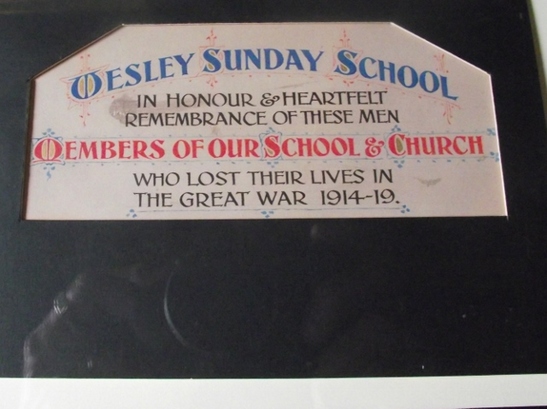 WESLEY SUNDAY SCHOOL
IN HONOUR & HEARTFELT
REMEMBRANCE OF THESE MEN
MEMBERS OF OUR SCHOOL & CHURCH
WHO LOST THEIR LIVES IN
THE GREAT WAR 1914-19.